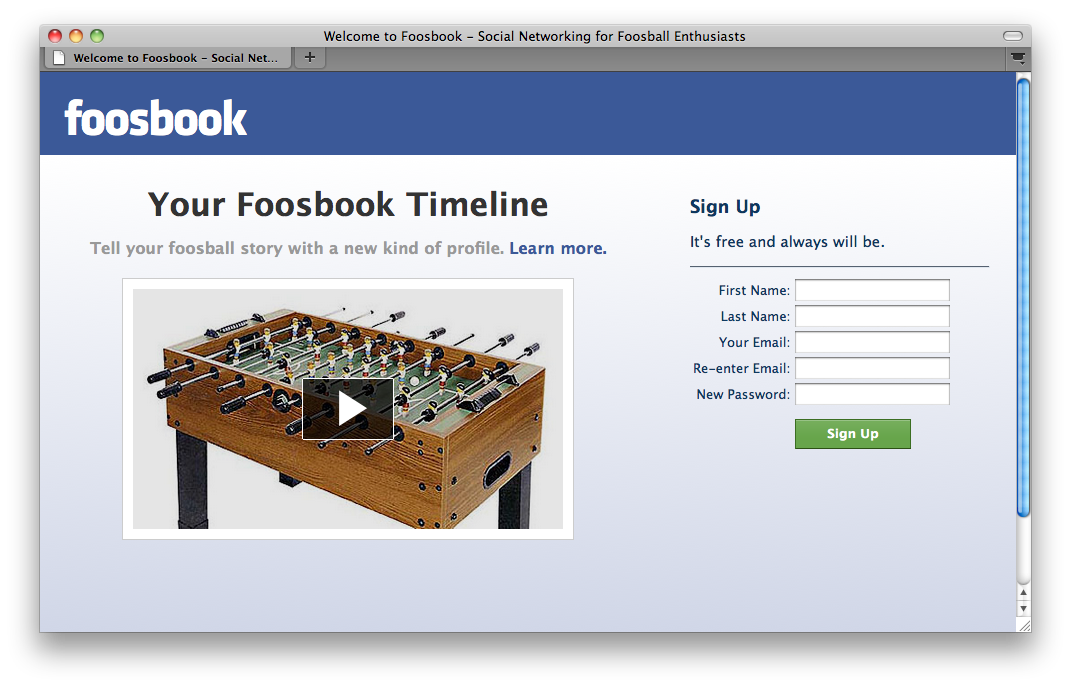 Welcome to Foosbook – Social Networking for Foosball Enthusiasts
Welcome to Foosbook – Social Net...
foosbook
Your Foosbook Timeline
Tell your foosball story with a new kind of profile. Learn more.
Sign Up
It's free and always will be.
First Name:
Last Name:
Your Email:
Re-enter Email:
New Password:
Sign Up